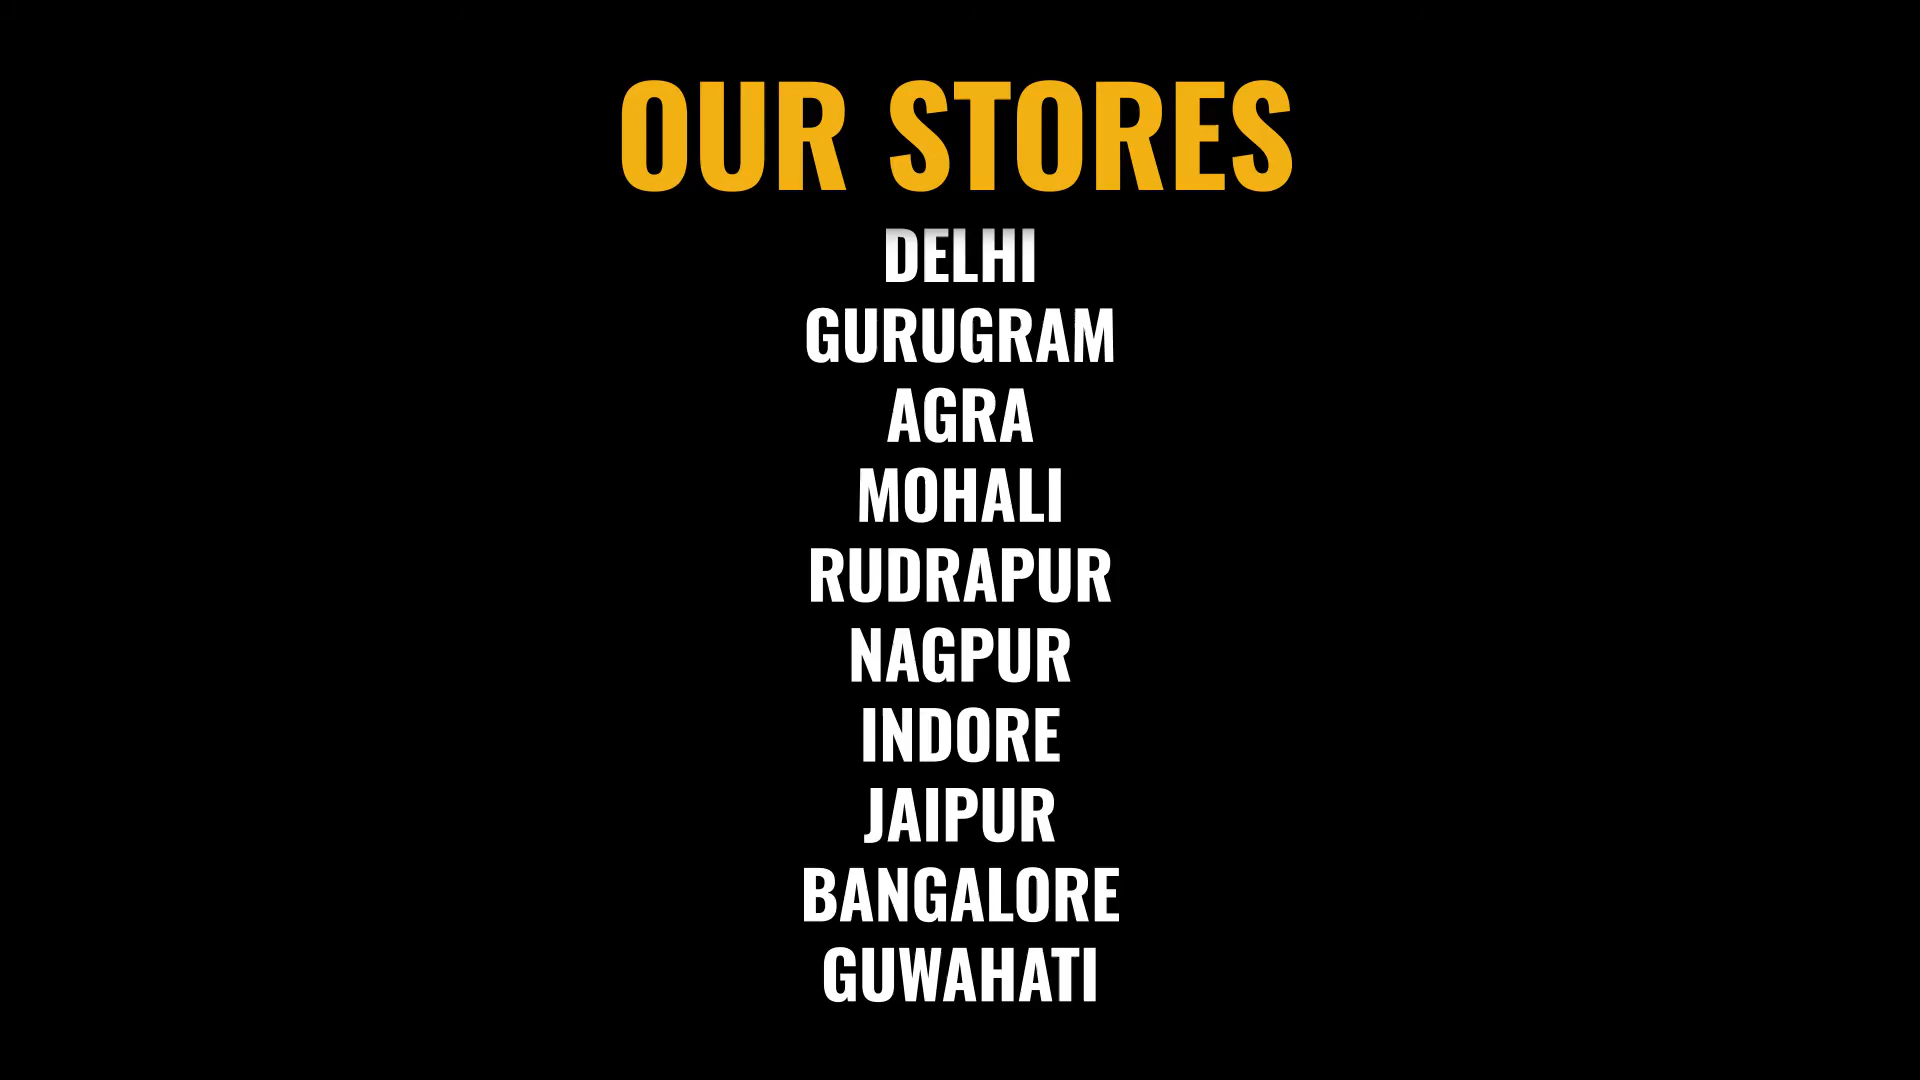 OUR STORES
DELHI
GURUGRAM
AGRA
MOHALI
RUDRAPUR
NAGPUR
INDORE
JAIPUR
BANGALORE
GUWAHATI